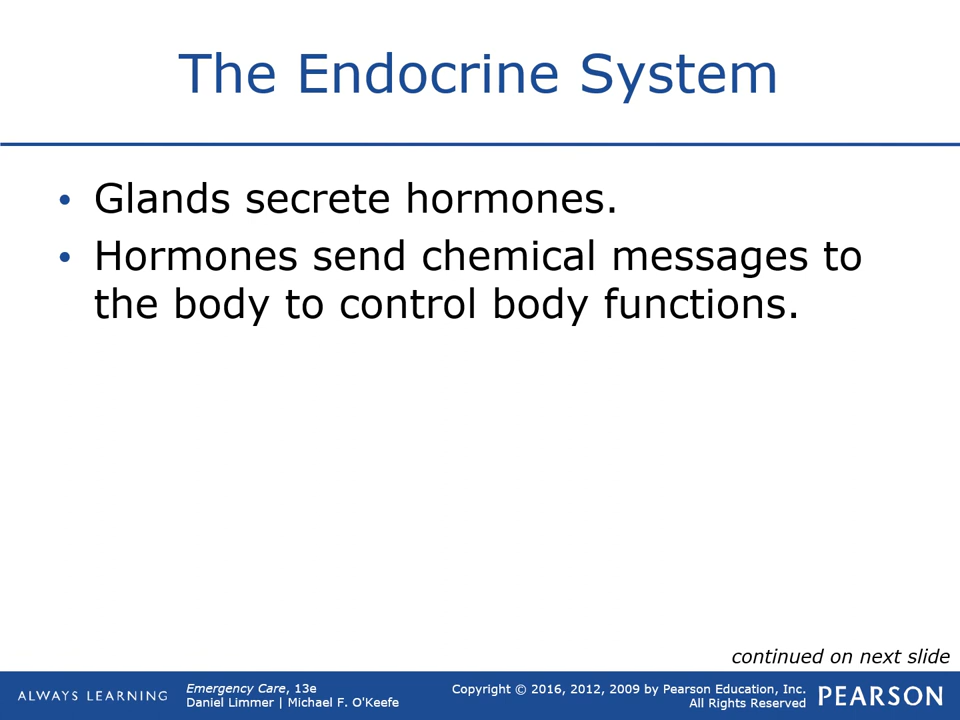 The Endocrine System
• Glands secrete hormones.
• Hormones send chemical messages to
the body to control body functions.
continued on next slide
ALWAYS LEARNING
Emergency Care, 13e
Daniel Limmer | Michael F. O'Keefe
Copyright © 2016, 2012, 2009 by Pearson Education, Inc.
All Rights Reserved
PEARSON